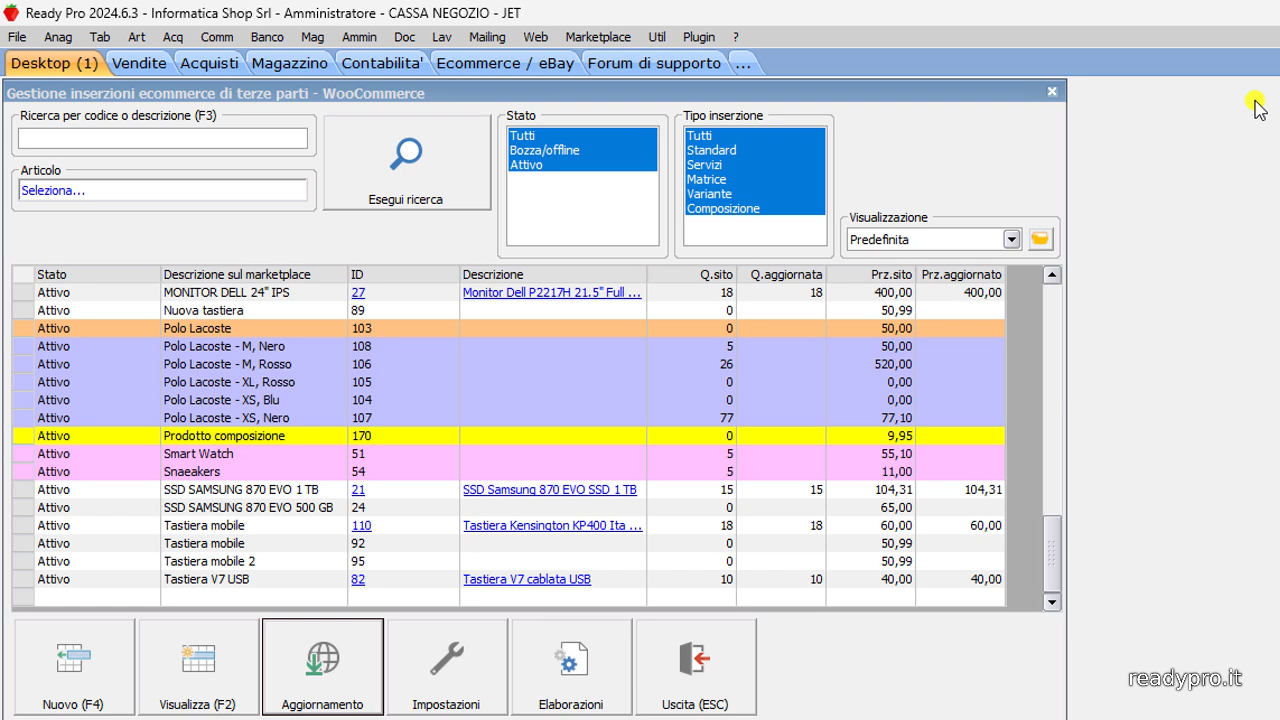 Ready Pro 2024.6.3 - Informatica Shop Srl - Amministratore - CASSA NEGOZIO - JET
File Anag Tab Art Acq Comm Banco Mag Ammin Doc Lav Mailing Web Marketplace Util Plugin ?
Desktop (1) Vendite Acquisti Magazzino Contabilita' Ecommerce / eBay Forum di supporto ...
Gestione inserzioni ecommerce di terze parti - WooCommerce
Ricerca per codice o descrizione (F3)
Articolo
Seleziona...
Esegui ricerca
Stato
Tutti
Bozza/offline
Attivo
Tipo inserzione
Tutti
Standard
Servizi
Matrice
Variante
Composizione
Visualizzazione
Predefinita
Stato Descrizione sul marketplace ID Descrizione Q.sito Q.aggiornata Prz.sito Prz.aggiornato
Attivo MONITOR DELL 24" IPS 27 Monitor Dell P2217H 21.5" Full ... 18 18 400,00 400,00
Attivo Nuova tastiera 89 0 50,99
Attivo Polo Lacoste 103 0 50,00
Attivo Polo Lacoste - M, Nero 108 5 50,00
Attivo Polo Lacoste - M, Rosso 106 26 520,00
Attivo Polo Lacoste - XL, Rosso 105 0 0,00
Attivo Polo Lacoste - XS, Blu 104 0 0,00
Attivo Polo Lacoste - XS, Nero 107 77 77,10
Attivo Prodotto composizione 170 0 9,95
Attivo Smart Watch 51 5 55,10
Attivo Snaeakers 54 5 11,00
Attivo SSD SAMSUNG 870 EVO 1 TB 21 SSD Samsung 870 EVO SSD 1 TB 15 15 104,31 104,31
Attivo SSD SAMSUNG 870 EVO 500 GB 24 0 65,00
Attivo Tastiera mobile 110 Tastiera Kensington KP400 Ita ... 18 18 60,00 60,00
Attivo Tastiera mobile 92 0 50,99
Attivo Tastiera mobile 2 95 0 50,99
Attivo Tastiera V7 USB 82 Tastiera V7 cablata USB 10 10 40,00 40,00
Nuovo (F4) Visualizza (F2) Aggiornamento Impostazioni Elaborazioni Uscita (ESC)
readypro.it